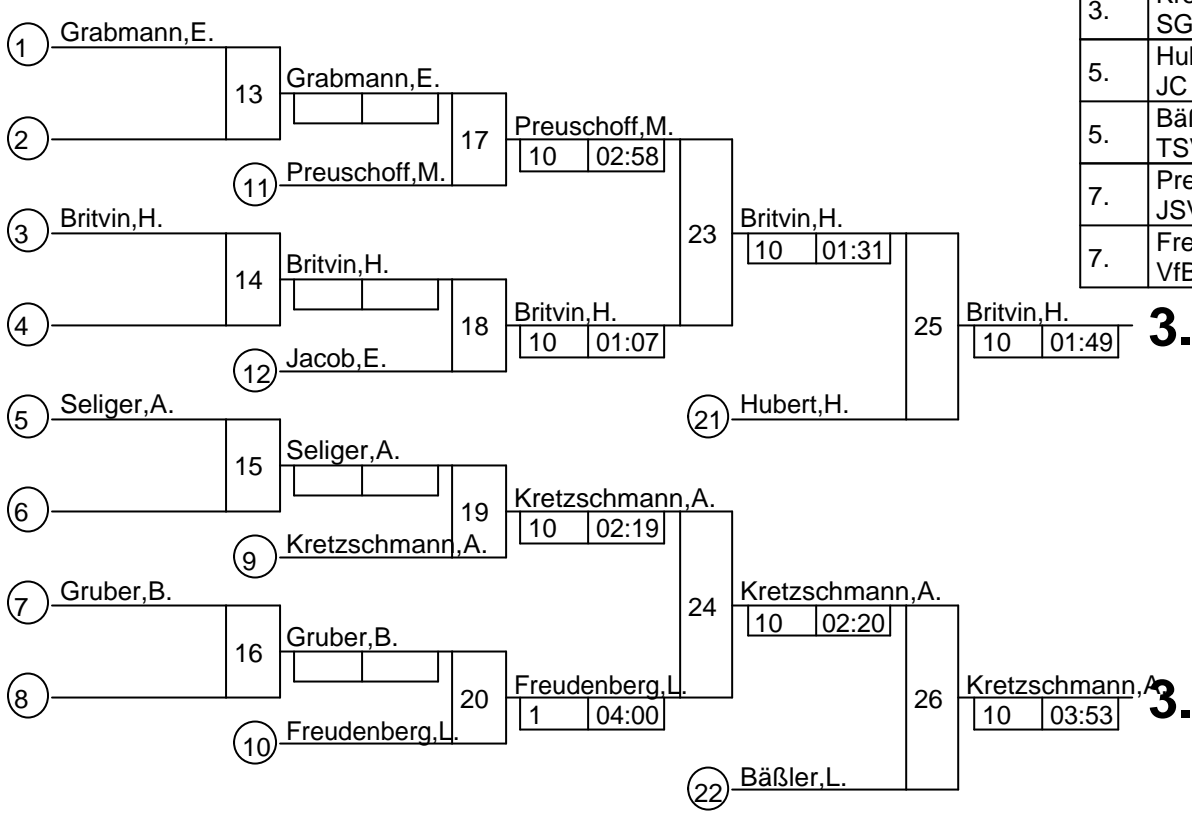 3.
SG
5.
JC
5.
TSV
7.
JSV
7.
VfB
1 Grabmann,E.
13 Grabmann,E.
2
17 Preuschoff,M.
10 02:58
11 Preuschoff,M.
3 Britvin,H.
23 Britvin,H.
10 01:31
14 Britvin,H.
4
18 Britvin,H.
10 01:07
25 Britvin,H.
10 01:49
3.
12 Jacob,E.
5 Seliger,A.
21 Hubert,H.
15 Seliger,A.
6
19 Kretzschmann,A.
10 02:19
9 Kretzschmann,A.
7 Gruber,B.
24 Kretzschmann,A.
10 02:20
16 Gruber,B.
8
20 Freudenberg,L.
1 04:00
26 Kretzschmann,A.
10 03:53
3.
10 Freudenberg,L.
22 Bäßler,L.